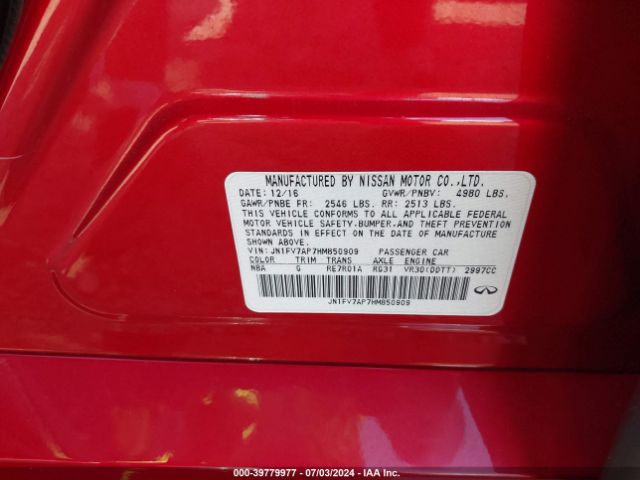 MANUFACTURED BY NISSAN MOTOR CO.,LTD.
DATE: 12/16 GVWR/PNBV: 4980 LBS.
GAWR/PNBE FR: 2546 LBS. RR: 2513 LBS.
THIS VEHICLE CONFORMS TO ALL APPLICABLE FEDERAL
MOTOR VEHICLE SAFETY,BUMPER,AND THEFT PREVENTION
STANDARDS IN EFFECT ON THE DATE OF MANUFACTURE
SHOWN ABOVE.
VIN: JN1FV7AP7HM850909 PASSENGER CAR
COLOR TRIM TRANS AXLE ENGINE
NBA G RE7R01A RG31 VR30(DDTT) 2997CC
JN1FV7AP7HM850909
INFINITI
000-39779977 - 07/03/2024 - IAA Inc.